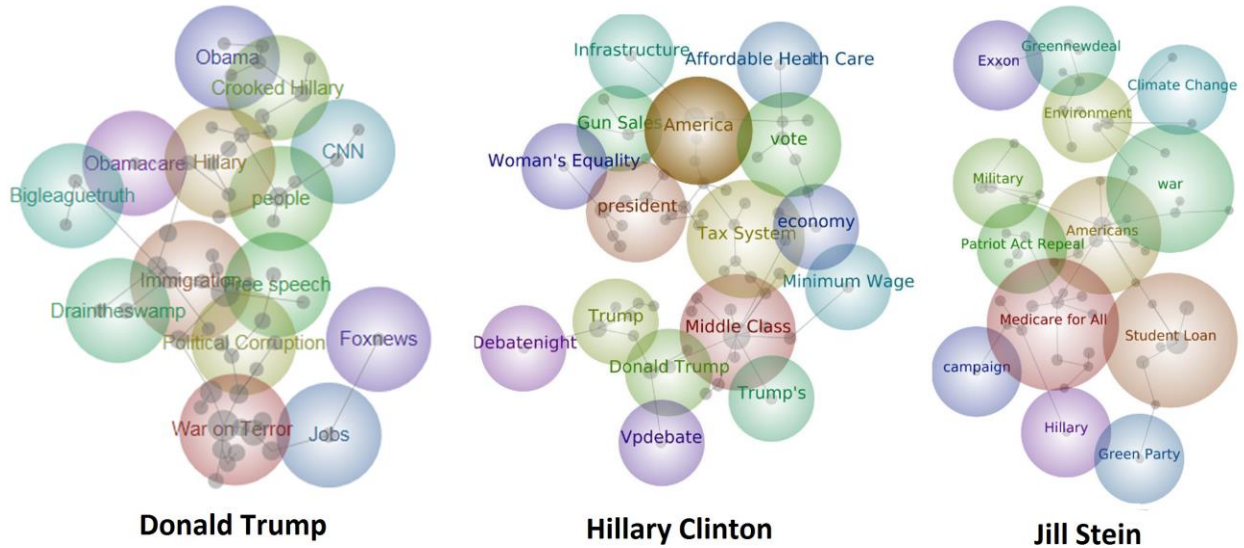 Obama
Crooked Hillary
CNN
Obamacare
Hillary
Bigleaguetruth
people
Immigration
Free speech
Draintheswamp
Political Corruption
Foxnews
War on Terror
Jobs
Donald Trump
Infrastructure
Affordable Health Care
Gun Sales
America
vote
Woman's Equality
president
Tax System
economy
Minimum Wage
Trump
Middle Class
Debatenight
Donald Trump
Trump's
Vpdebate
Hillary Clinton
Greennewdeal
Exxon
Climate Change
Environment
Military
war
Americans
Patriot Act Repeal
Medicare for All
Student Loan
campaign
Hillary
Green Party
Jill Stein